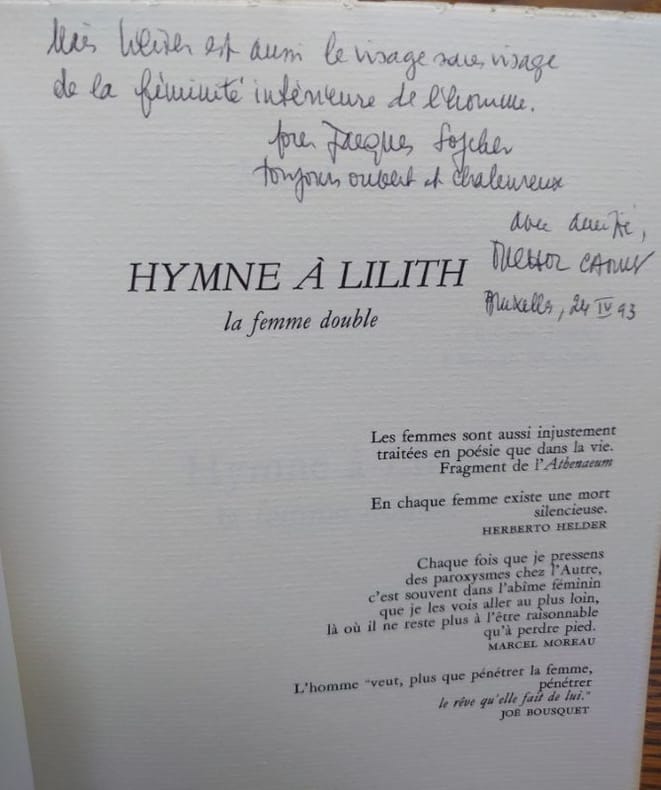 Mais Lilith est aussi le visage sans visage
de la féminité intérieure de l'homme.
pour Jacques Sojcher
toujours ouvert et chaleureux
avec amitié,
Bruxelles, 24 IV 93
HYMNE À LILITH
la femme double
Les femmes sont aussi injustement
traitées en poésie que dans la vie.
Fragment de l'Athenaeum
En chaque femme existe une mort
silencieuse.
HERBERTO HELDER
Chaque fois que je pressens
des paroxysmes chez l'Autre,
c'est souvent dans l'abîme féminin
que je les vois aller au plus loin,
là où il ne reste plus à l'être raisonnable
qu'à perdre pied.
MARCEL MOREAU
L'homme "veut, plus que pénétrer la femme,
pénétrer
le rêve qu'elle fait de lui."
JOË BOUSQUET